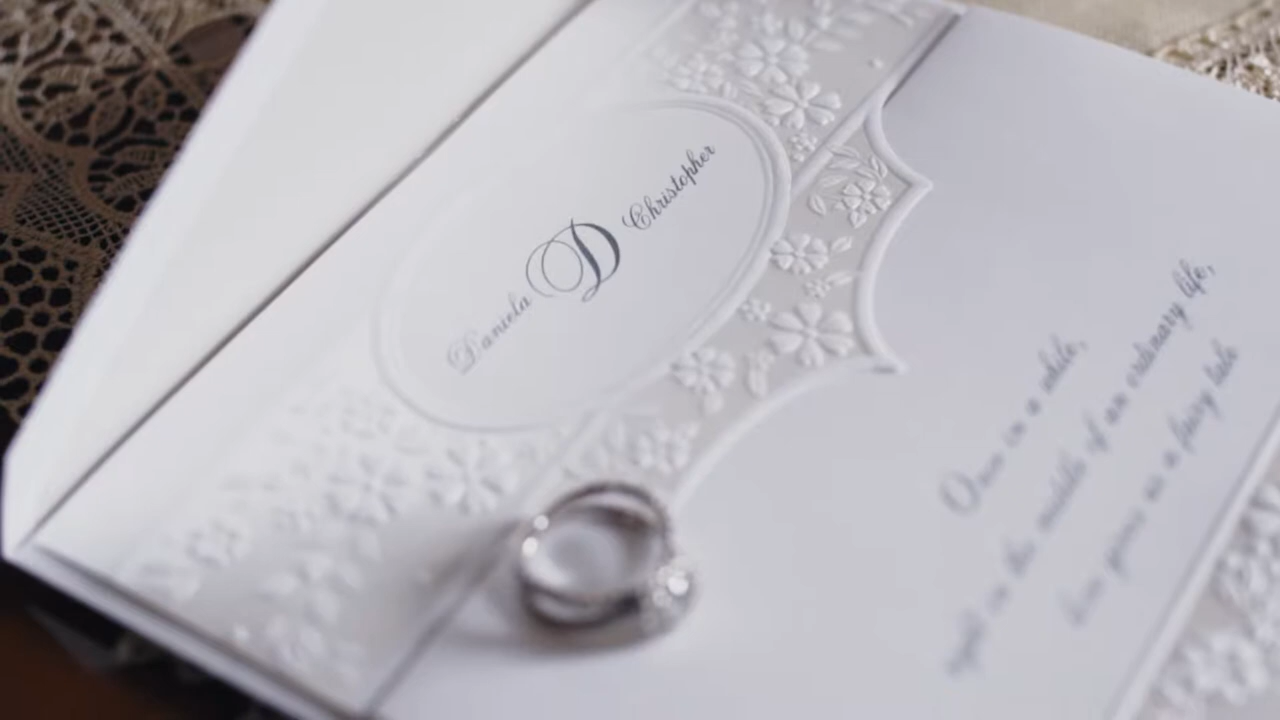 Daniela D Christopher
Once in a while,
right in the middle of an ordinary life,
love gives us a fairy tale